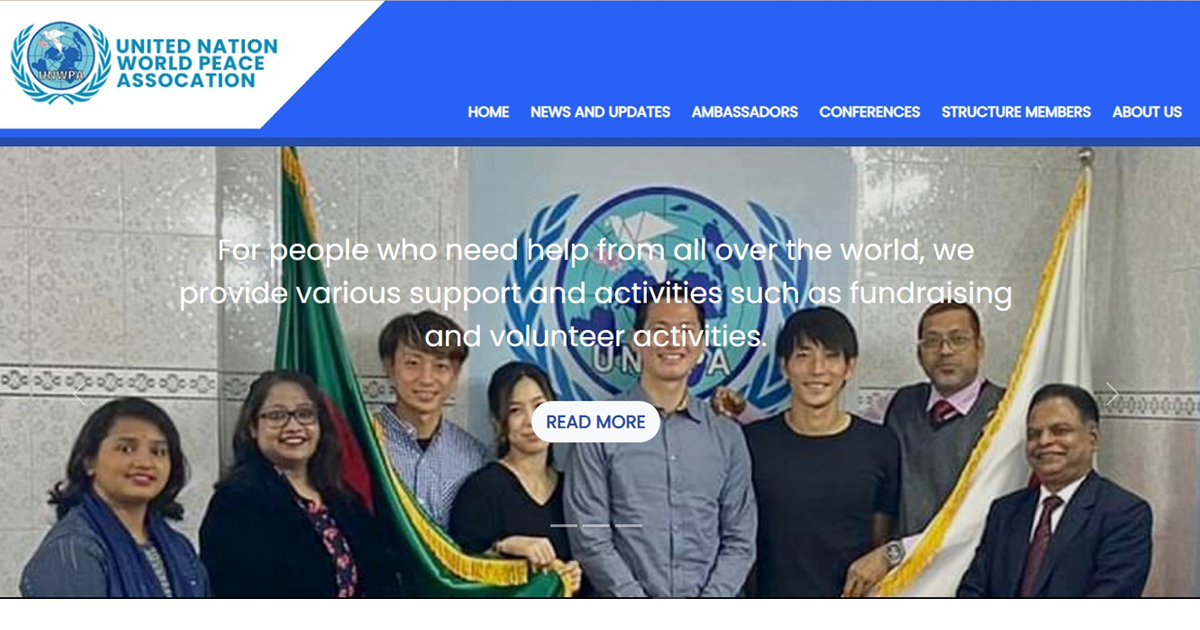 UNWPA
UNITED NATION
WORLD PEACE
ASSOCATION
HOME NEWS AND UPDATES AMBASSADORS CONFERENCES STRUCTURE MEMBERS ABOUT US
For people who need help from all over the world, we
provide various support and activities such as fundraising
and volunteer activities.
UNWPA
READ MORE